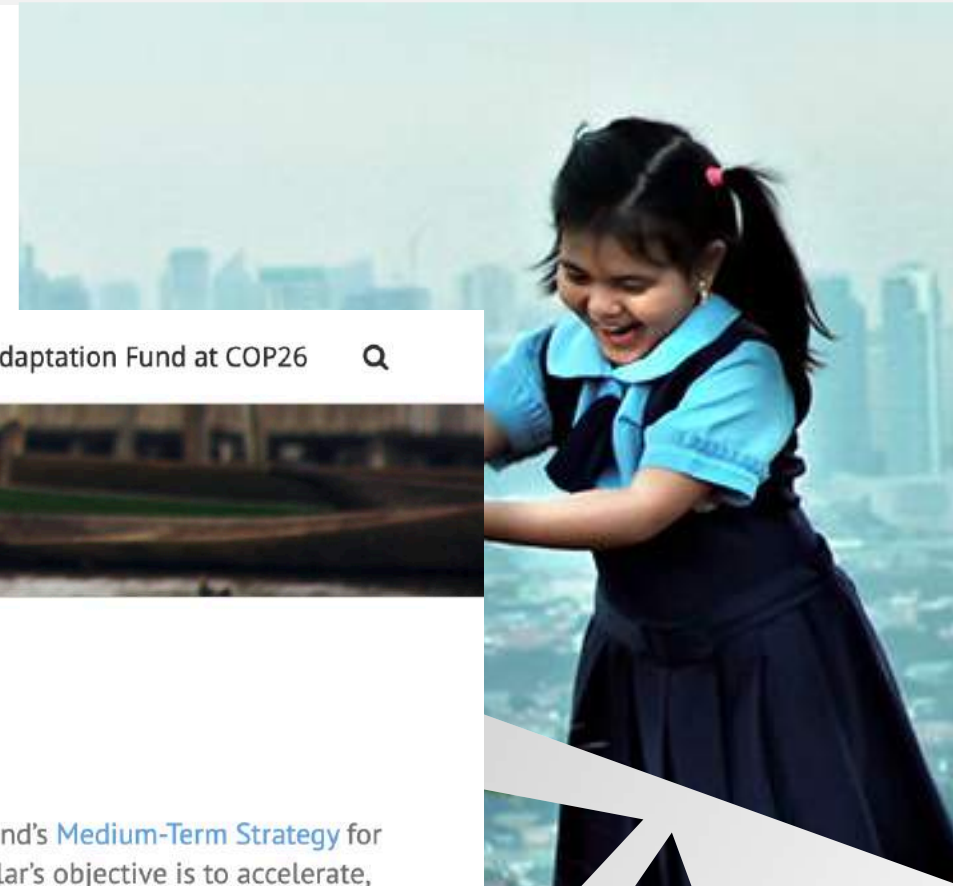 daptation Fund at COP26
nd's Medium-Term Strategy for
lar's objective is to accelerate,